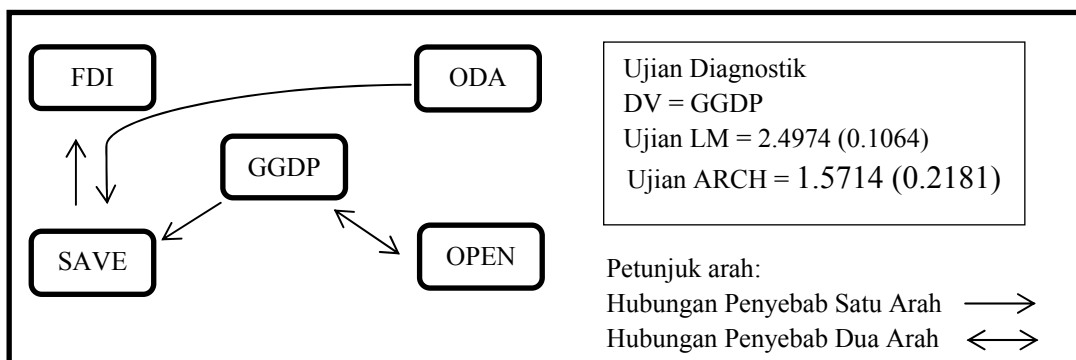 FDI
ODA
GGDP
SAVE
OPEN
Ujian Diagnostik
DV = GGDP
Ujian LM = 2.4974 (0.1064)
Ujian ARCH = 1.5714 (0.2181)
Petunjuk arah:
Hubungan Penyebab Satu Arah
Hubungan Penyebab Dua Arah